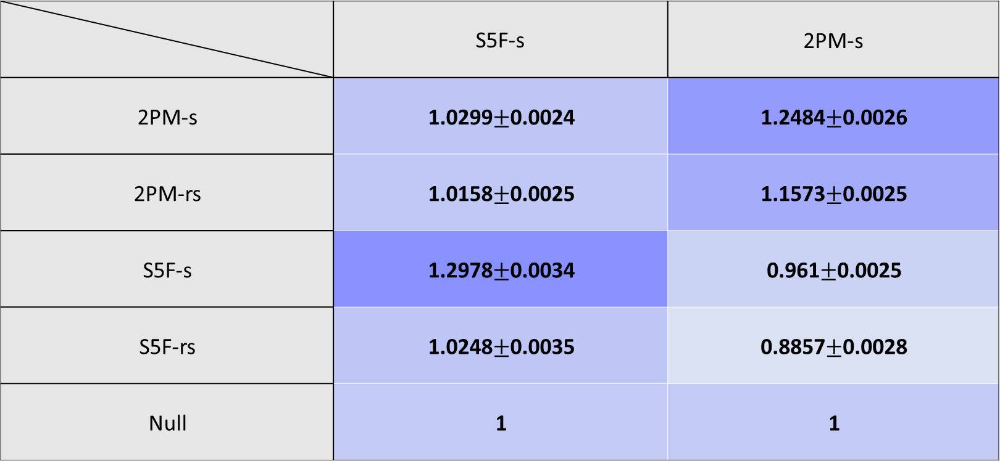 S5F-s 2PM-s
2PM-s 1.0299±0.0024 1.2484±0.0026
2PM-rs 1.0158±0.0025 1.1573±0.0025
S5F-s 1.2978±0.0034 0.961±0.0025
S5F-rs 1.0248±0.0035 0.8857±0.0028
Null 1 1